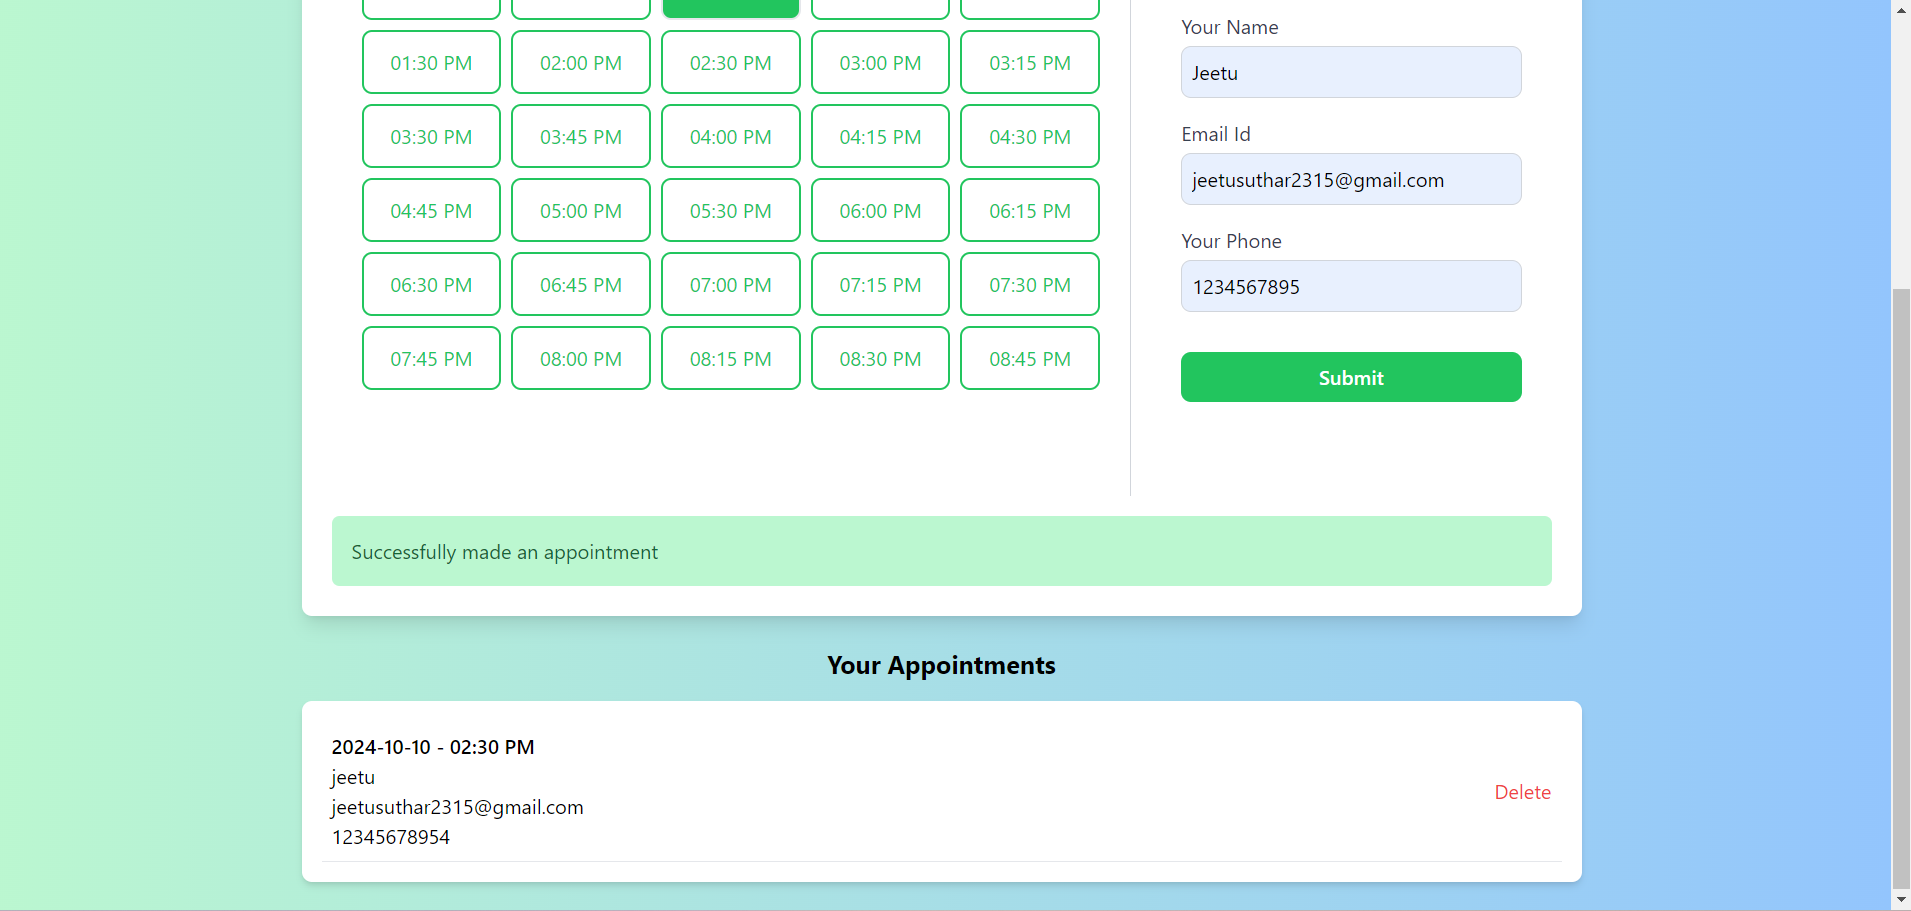 01:30 PM 02:00 PM 02:30 PM 03:00 PM 03:15 PM
03:30 PM 03:45 PM 04:00 PM 04:15 PM 04:30 PM
04:45 PM 05:00 PM 05:30 PM 06:00 PM 06:15 PM
06:30 PM 06:45 PM 07:00 PM 07:15 PM 07:30 PM
07:45 PM 08:00 PM 08:15 PM 08:30 PM 08:45 PM
Your Name
Jeetu
Email Id
jeetusuthar2315@gmail.com
Your Phone
1234567895
Submit
Successfully made an appointment
Your Appointments
2024-10-10 - 02:30 PM
jeetu
jeetusuthar2315@gmail.com
12345678954
Delete